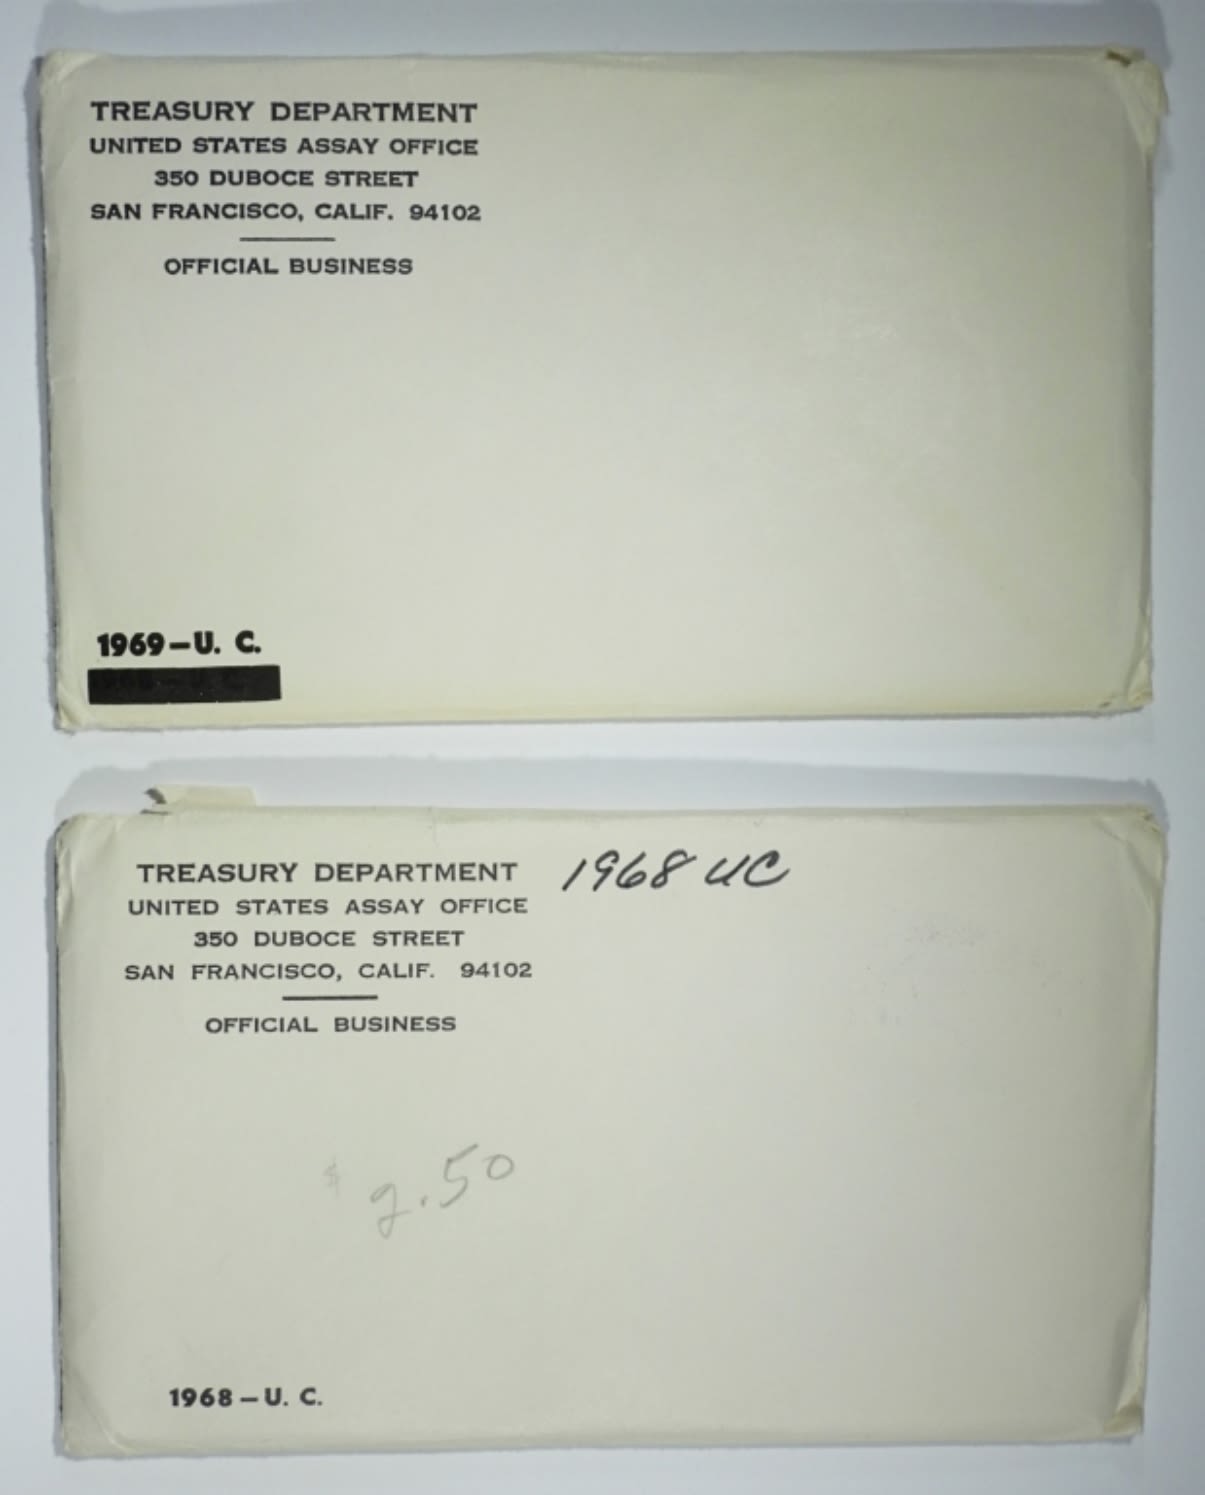 TREASURY DEPARTMENT
UNITED STATES ASSAY OFFICE
350 DUBOCE STREET
SAN FRANCISCO, CALIF. 94102
OFFICIAL BUSINESS
1969-U. C.
1968-U. C.
TREASURY DEPARTMENT
1968 UC
UNITED STATES ASSAY OFFICE
350 DUBOCE STREET
SAN FRANCISCO, CALIF. 94102
OFFICIAL BUSINESS
$2.50
1968-U. C.